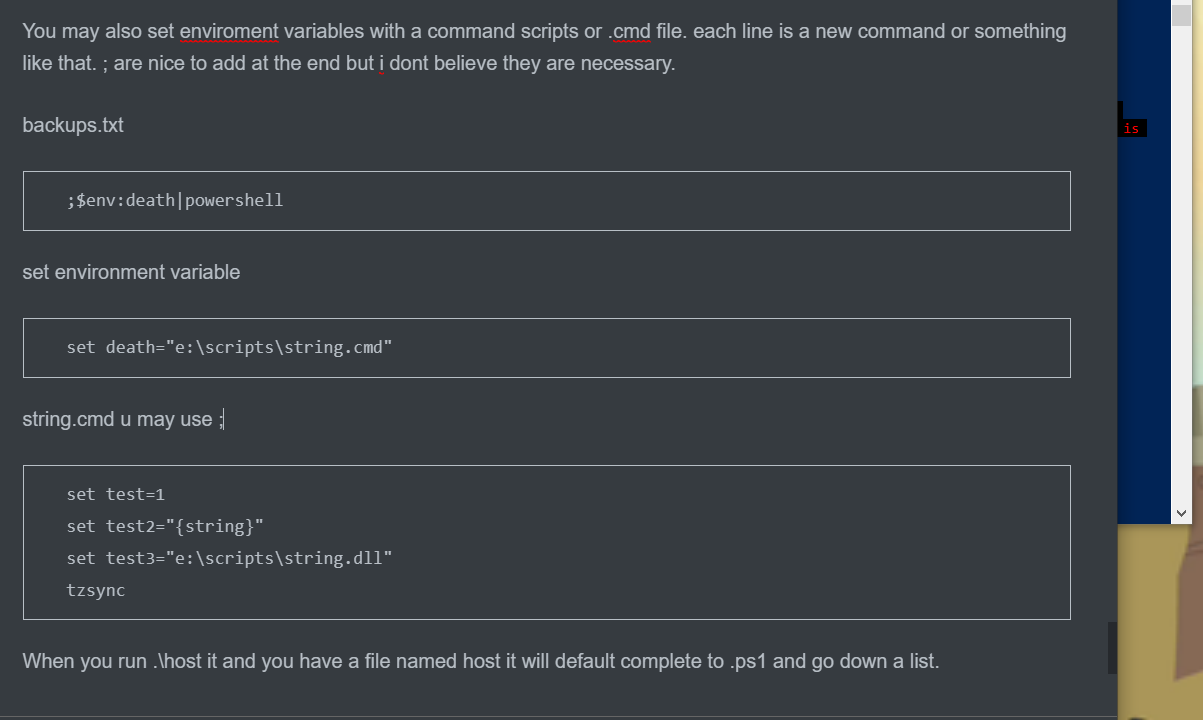 You may also set enviroment variables with a command scripts or .cmd file. each line is a new command or something
like that. ; are nice to add at the end but i dont believe they are necessary.
backups.txt
;$env:death|powershell
set environment variable
set death="e:\scripts\string.cmd"
string.cmd u may use ;
set test=1
set test2="{string}"
set test3="e:\scripts\string.dll"
tzsync
When you run .\host it and you have a file named host it will default complete to .ps1 and go down a list.
is